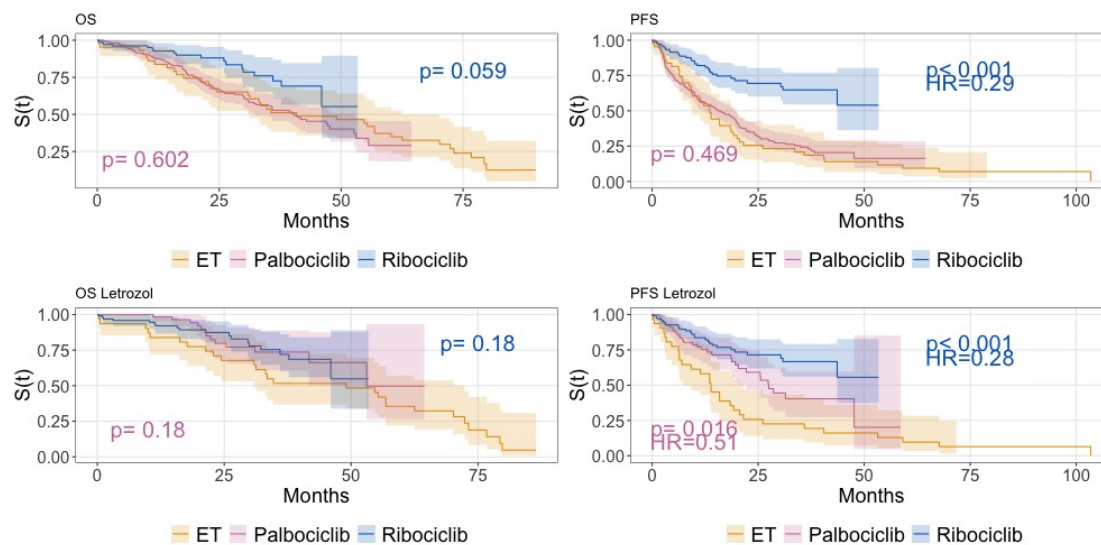 OS
1.00
0.75
0.50
0.25
S(t)
p= 0.059
p= 0.602
0
25
50
75
Months
ET Palbociclib Ribociclib
PFS
1.00
0.75
0.50
0.25
0.00
S(t)
p< 0.001
HR=0.29
p= 0.469
0
25
50
75
100
Months
ET Palbociclib Ribociclib
OS Letrozol
1.00
0.75
0.50
0.25
0.00
S(t)
p= 0.18
p= 0.18
0
25
50
75
Months
ET Palbociclib Ribociclib
PFS Letrozol
1.00
0.75
0.50
0.25
0.00
S(t)
p< 0.001
HR=0.28
p= 0.016
HR=0.51
0
25
50
75
100
Months
ET Palbociclib Ribociclib